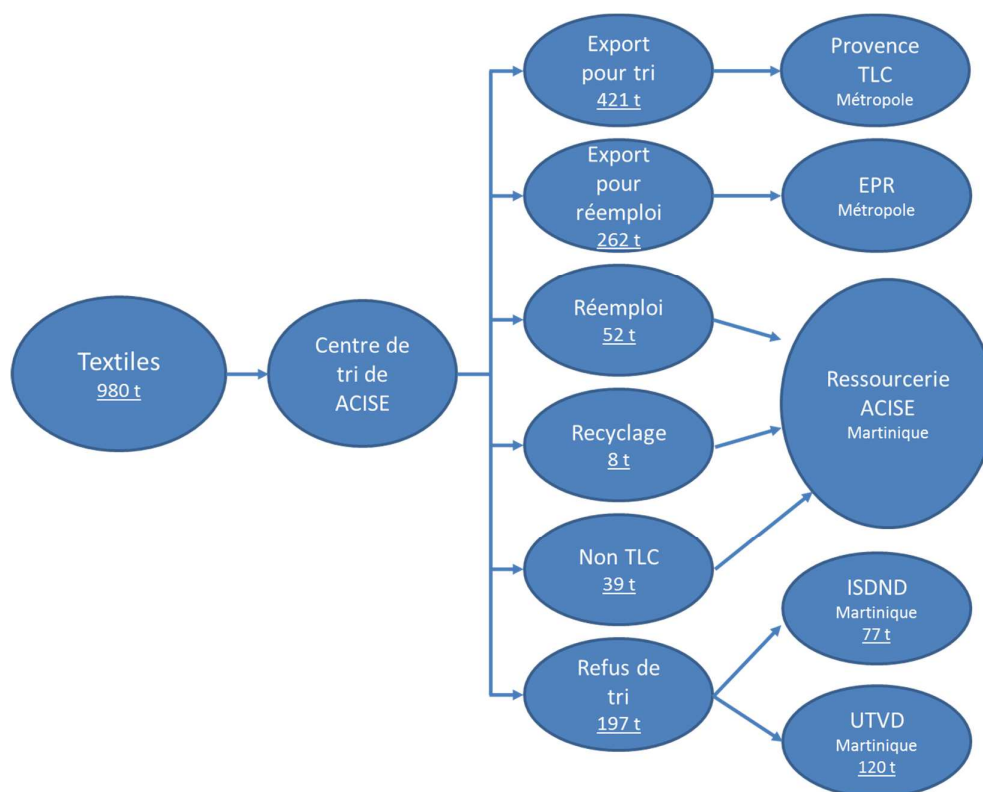 Textiles
980 t
Centre de
tri de
ACISE
Export
pour tri
421 t
Provence
TLC
Métropole
Export
pour
réemploi
262 t
EPR
Métropole
Réemploi
52 t
Recyclage
8 t
Non TLC
39 t
Ressourcerie
ACISE
Martinique
Refus de
tri
197 t
ISDND
Martinique
77 t
UTVD
Martinique
120 t